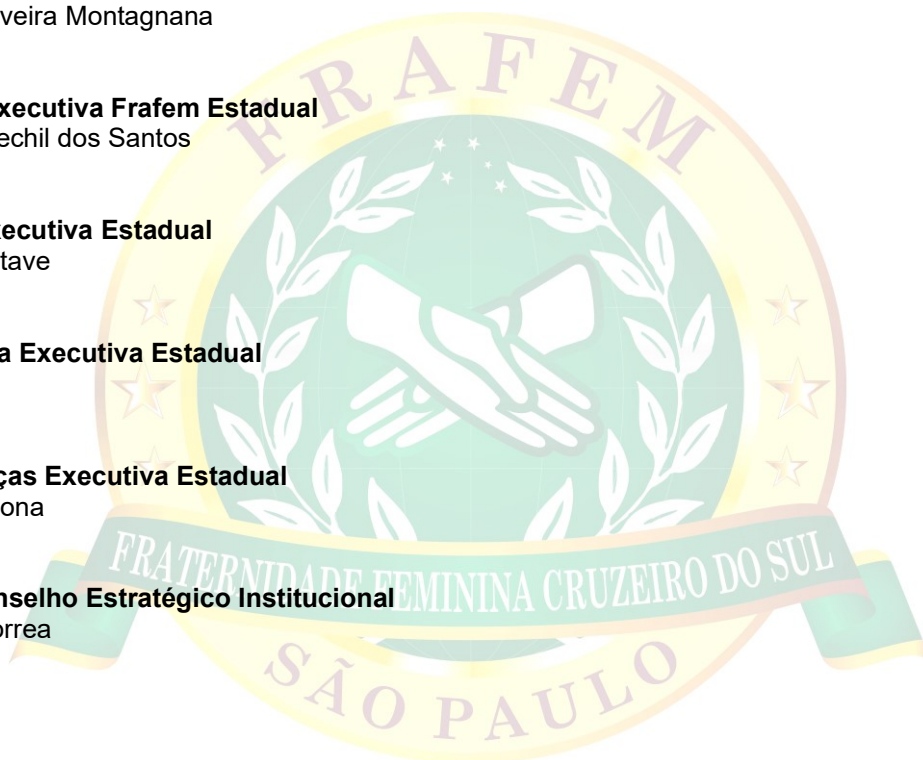 veira Montagnana
xecutiva Frafem Estadual
echil dos Santos
ecutiva Estadual
tave
a Executiva Estadual
ças Executiva Estadual
ona
nselho Estratégico Institucional
orrea
FRAFEM
FRATERNIDADE FEMININA CRUZEIRO DO SUL
SÃO PAULO